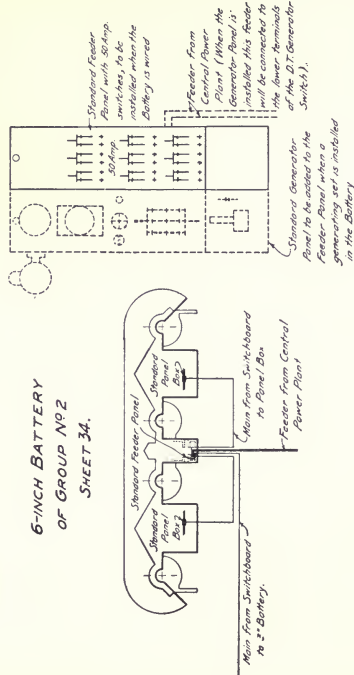 6-INCH BATTERY
OF GROUP Nº 2
SHEET 34.
Standard Feeder Panel
Standard
Panel
Box
Standard
Panel
Box
Main from Switchboard
to Panel Box
Feeder from Central
Power Plant
Main from Switchboard
to 3" Battery.
Standard Feeder
Panel with 50 Amp.
switches, to be
installed when the
Battery is wired
50 Amp.
Feeder from
Central Power
Plant (When the
Generator Panel is
installed this feeder
will be connected to
the lower terminals
of the D.T. Generator
Switch).
Standard Generator
Panel to be added to the
Feeder Panel when a
generating set is installed
in the Battery